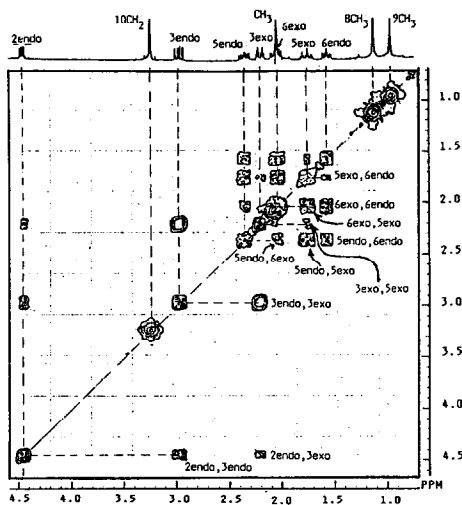 2endo
10CH₂
3endo
5endo
3exo
CH₃
6exo
5exo
6endo
8CH₃
9CH₃
1.0
1.5
5exo, 6endo
2.0
6exo, 6endo
6exo, 5exo
5endo, 6endo
2.5
5endo, 6exo
5endo, 5exo
3exo, 5exo
3.0
3endo, 3exo
3.5
4.0
4.5
2endo, 3exo
2endo, 3endo
PPM
4.5 4.0 3.5 3.0 2.5 2.0 1.5 1.0